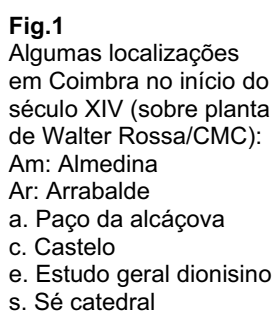 Fig.1
Algumas localizações
em Coimbra no início do
século XIV (sobre planta
de Walter Rossa/CMC):
Am: Almedina
Ar: Arrabalde
a. Paço da alcáçova
c. Castelo
e. Estudo geral dionisino
s. Sé catedral